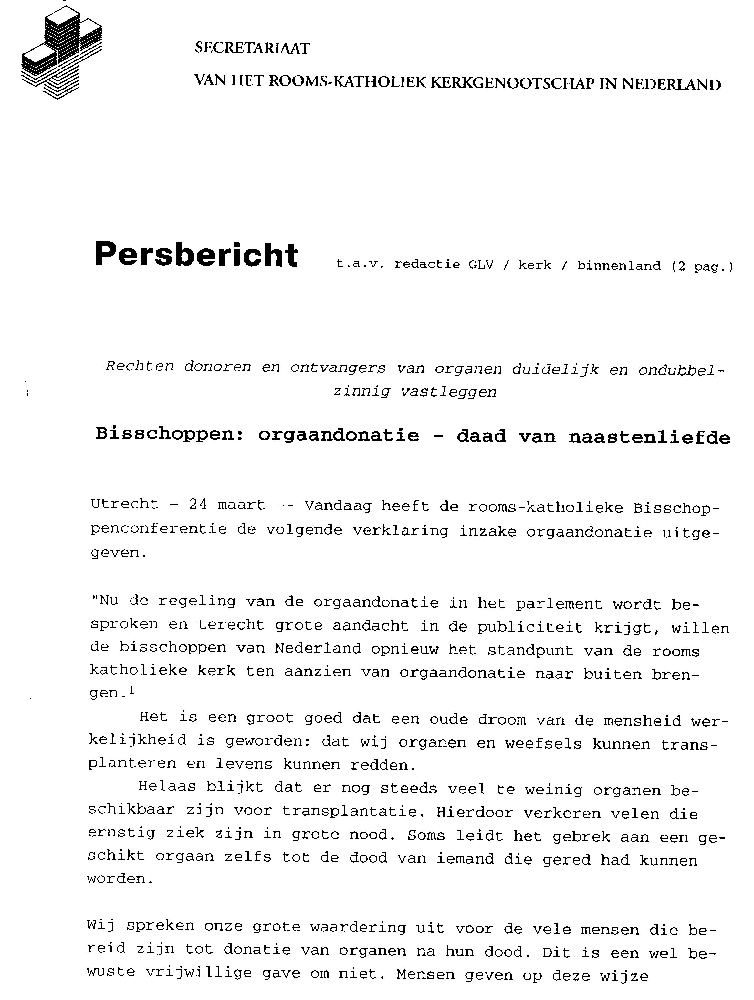 SECRETARIAAT
VAN HET ROOMS-KATHOLIEK KERKGENOOTSCHAP IN NEDERLAND
Persbericht t.a.v. redactie GLV / kerk / binnenland (2 pag.)
Rechten donoren en ontvangers van organen duidelijk en ondubbel-
zinnig vastleggen
Bisschoppen: orgaandonatie - daad van naastenliefde
Utrecht - 24 maart -- Vandaag heeft de rooms-katholieke Bisschop-
penconferentie de volgende verklaring inzake orgaandonatie uitge-
geven.
"Nu de regeling van de orgaandonatie in het parlement wordt be-
sproken en terecht grote aandacht in de publiciteit krijgt, willen
de bisschoppen van Nederland opnieuw het standpunt van de rooms
katholieke kerk ten aanzien van orgaandonatie naar buiten bren-
gen.¹
Het is een groot goed dat een oude droom van de mensheid wer-
kelijkheid is geworden: dat wij organen en weefsels kunnen trans-
planteren en levens kunnen redden.
Helaas blijkt dat er nog steeds veel te weinig organen be-
schikbaar zijn voor transplantatie. Hierdoor verkeren velen die
ernstig ziek zijn in grote nood. Soms leidt het gebrek aan een ge-
schikt orgaan zelfs tot de dood van iemand die gered had kunnen
worden.
Wij spreken onze grote waardering uit voor de vele mensen die be-
reid zijn tot donatie van organen na hun dood. Dit is een wel be-
wuste vrijwillige gave om niet. Mensen geven op deze wijze